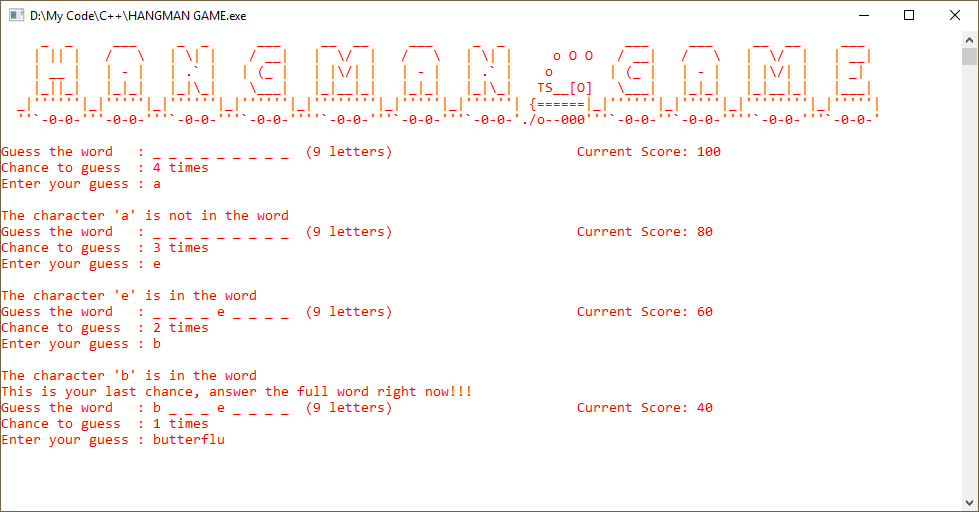 D:\My Code\C++\HANGMAN GAME.exe
HANGMAN GAME
Guess the word   : _ _ _ _ _ _ _ _ _  (9 letters)                       Current Score: 100
Chance to guess  : 4 times
Enter your guess : a
The character 'a' is not in the word
Guess the word   : _ _ _ _ _ _ _ _ _  (9 letters)                       Current Score: 80
Chance to guess  : 3 times
Enter your guess : e
The character 'e' is in the word
Guess the word   : _ _ _ _ e _ _ _ _  (9 letters)                       Current Score: 60
Chance to guess  : 2 times
Enter your guess : b
The character 'b' is in the word
This is your last chance, answer the full word right now!!!
Guess the word   : b _ _ _ e _ _ _ _  (9 letters)                       Current Score: 40
Chance to guess  : 1 times
Enter your guess : butterflu